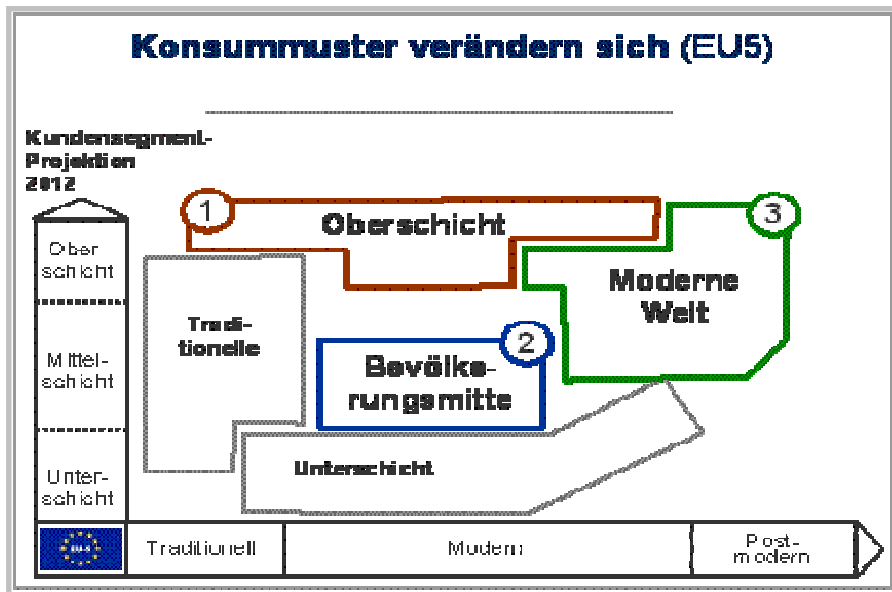 Konsummuster verändern sich (EU5)
Kundensegment-
Projektion
2012
1
Oberschicht
3
Ober
schicht
Moderne
Welt
Tradi-
tionelle
2
Mittel-
schicht
Bevölke-
rungsmitte
Unterschicht
Unter-
schicht
EU-5
Traditionell
Modern
Post-
modern